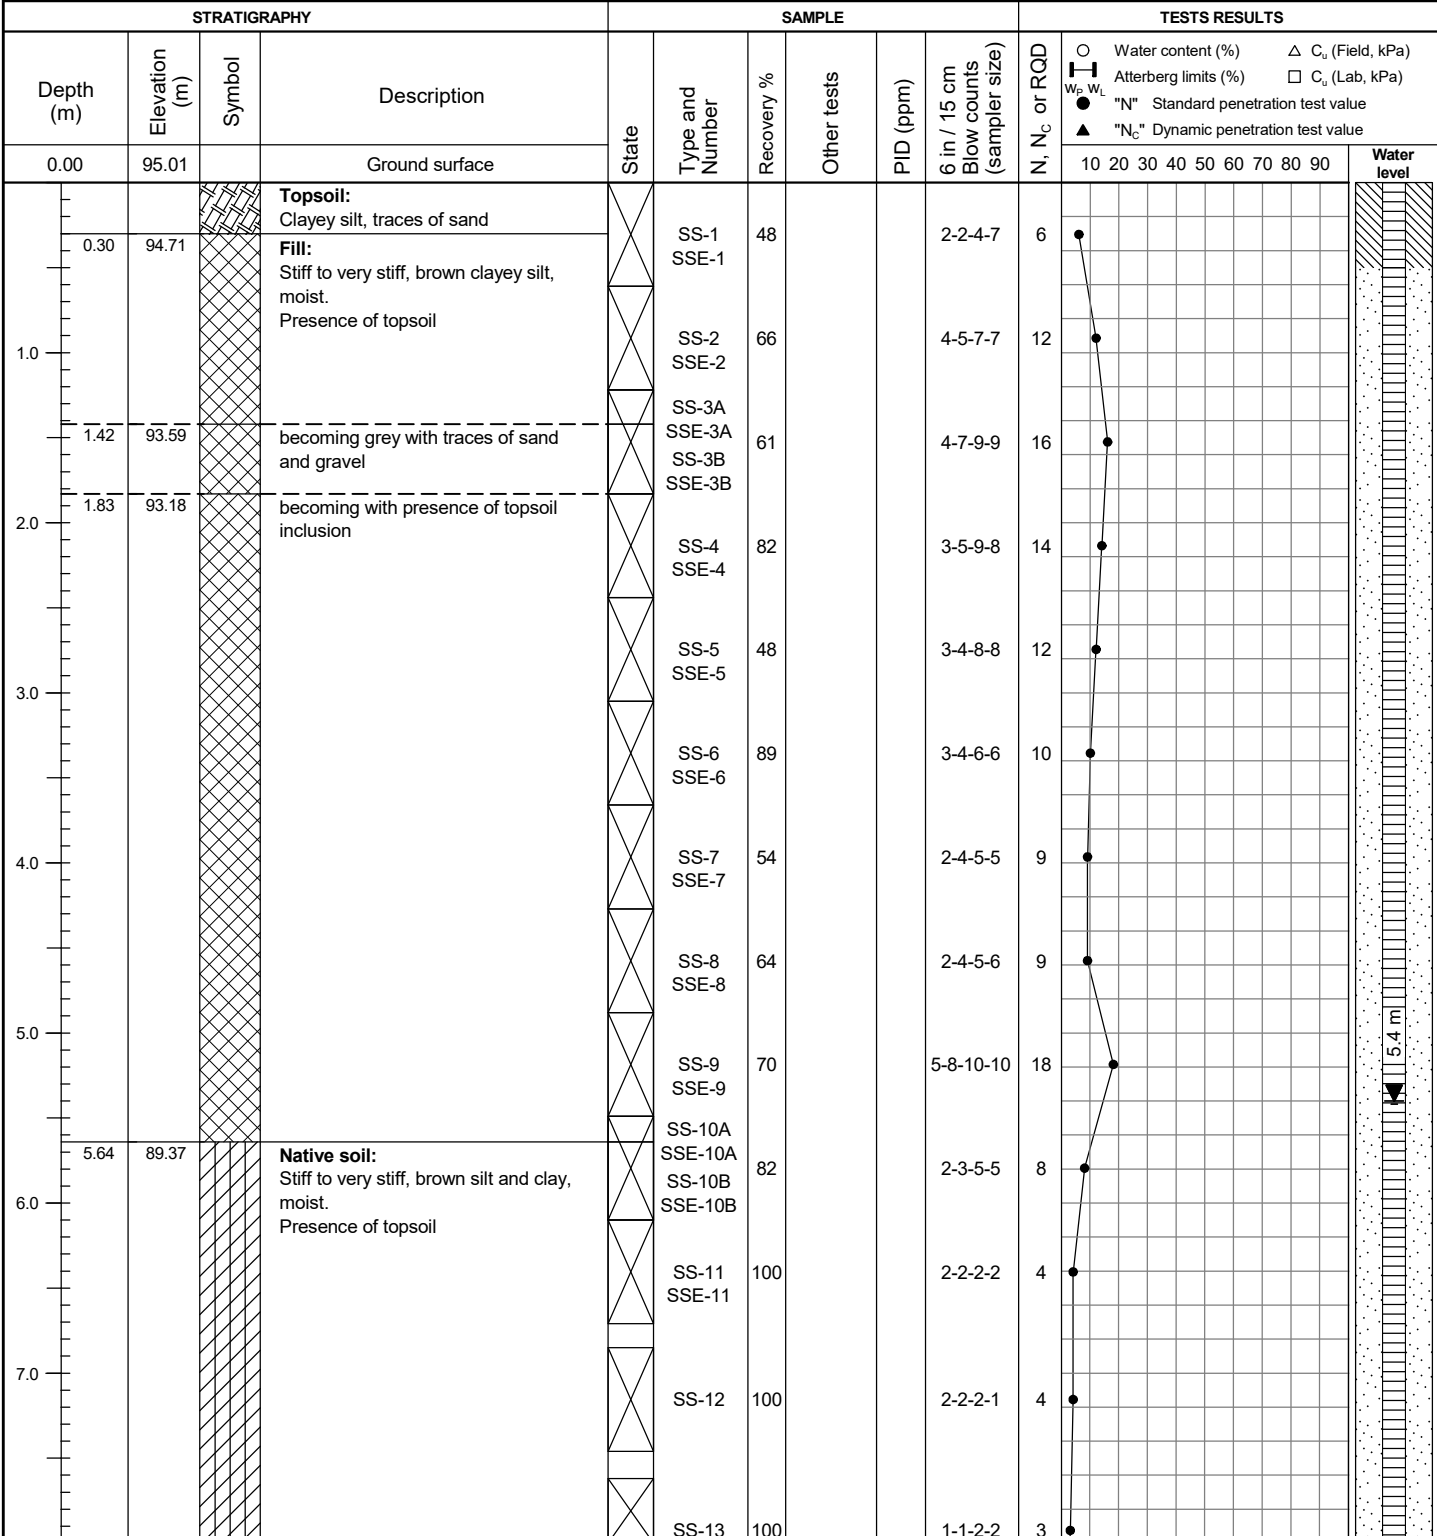 STRATIGRAPHY SAMPLE TESTS RESULTS
Depth (m)
Elevation (m)
Symbol
Description
State
Type and Number
Recovery %
Other tests
PID (ppm)
6 in / 15 cm Blow counts (sampler size)
N, NC or RQD
Water content (%) Cu (Field, kPa)
Atterberg limits (%) Cu (Lab, kPa)
WP WL
"N" Standard penetration test value
"NC" Dynamic penetration test value
0.00 95.01 Ground surface
10 20 30 40 50 60 70 80 90
Water level
Topsoil:
Clayey silt, traces of sand
SS-1 48 2-2-4-7 6
SSE-1
0.30 94.71 Fill:
Stiff to very stiff, brown clayey silt,
moist.
Presence of topsoil
1.0
SS-2 66 4-5-7-7 12
SSE-2
SS-3A
SSE-3A
61 4-7-9-9 16
SS-3B
SSE-3B
1.42 93.59 becoming grey with traces of sand
and gravel
1.83 93.18 becoming with presence of topsoil
inclusion
2.0
SS-4 82 3-5-9-8 14
SSE-4
SS-5 48 3-4-8-8 12
SSE-5
3.0
SS-6 89 3-4-6-6 10
SSE-6
4.0
SS-7 54 2-4-5-5 9
SSE-7
SS-8 64 2-4-5-6 9
SSE-8
5.0
SS-9 70 5-8-10-10 18
SSE-9
5.4 m
SS-10A
SSE-10A
82 2-3-5-5 8
SS-10B
SSE-10B
5.64 89.37 Native soil:
Stiff to very stiff, brown silt and clay,
moist.
Presence of topsoil
6.0
SS-11 100 2-2-2-2 4
SSE-11
7.0
SS-12 100 2-2-2-1 4
SS-13 100 1-1-2-2 3